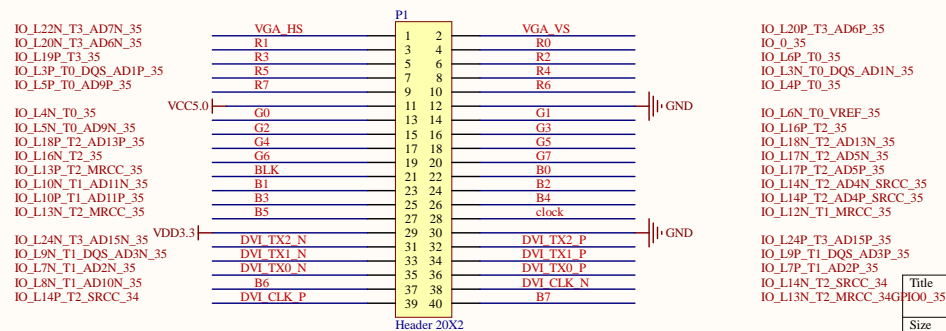 P1
IO_L22N_T3_AD7N_35 VGA_HS 1 2 VGA_VS IO_L20P_T3_AD6P_35
IO_L20N_T3_AD6N_35 R1 3 4 R0 IO_0_35
IO_L19P_T3_35 R3 5 6 R2 IO_L6P_T0_35
IO_L3P_T0_DQS_AD1P_35 R5 7 8 R4 IO_L3N_T0_DQS_AD1N_35
IO_L5P_T0_AD9P_35 R7 9 10 R6 IO_L4P_T0_35
VCC5.0 11 12 GND
IO_L4N_T0_35 G0 13 14 G1 IO_L6N_T0_VREF_35
IO_L5N_T0_AD9N_35 G2 15 16 G3 IO_L16P_T2_35
IO_L18P_T2_AD13P_35 G4 17 18 G5 IO_L18N_T2_AD13N_35
IO_L16N_T2_35 G6 19 20 G7 IO_L17N_T2_AD5N_35
IO_L13P_T2_MRCC_35 BLK 21 22 B0 IO_L17P_T2_AD5P_35
IO_L10N_T1_AD11N_35 B1 23 24 B2 IO_L14N_T2_AD4N_SRCC_35
IO_L10P_T1_AD11P_35 B3 25 26 B4 IO_L14P_T2_AD4P_SRCC_35
IO_L13N_T2_MRCC_35 B5 27 28 clock IO_L12N_T1_MRCC_35
VDD3.3 29 30 GND
IO_L24N_T3_AD15N_35 DVI_TX2_N 31 32 DVI_TX2_P IO_L24P_T3_AD15P_35
IO_L9N_T1_DQS_AD3N_35 DVI_TX1_N 33 34 DVI_TX1_P IO_L9P_T1_DQS_AD3P_35
IO_L7N_T1_AD2N_35 DVI_TX0_N 35 36 DVI_TX0_P IO_L7P_T1_AD2P_35
IO_L8N_T1_AD10N_35 B6 37 38 DVI_CLK_N IO_L14N_T2_SRCC_34 Title
IO_L14P_T2_SRCC_34 DVI_CLK_P 39 40 B7 IO_L13N_T2_MRCC_34GPIO0_35
Header 20X2 Size